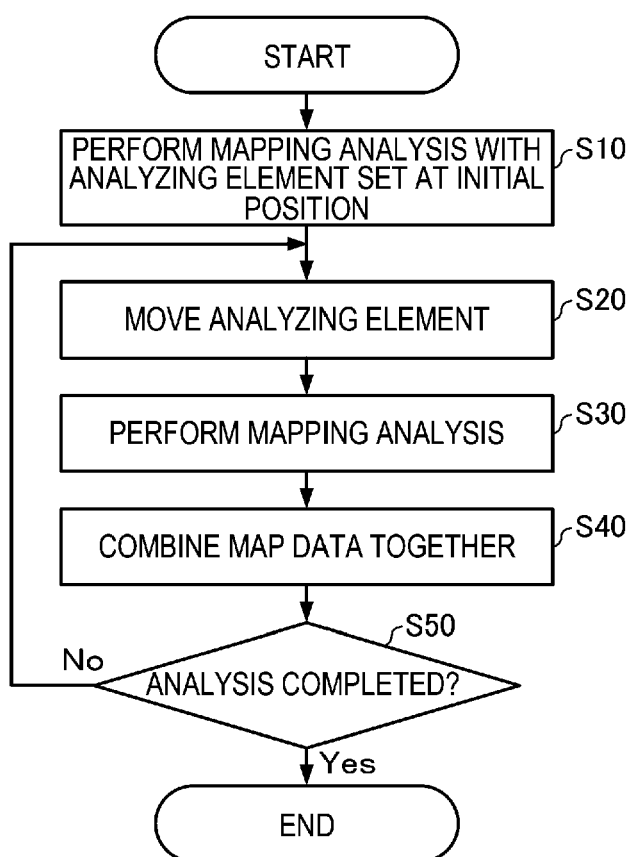 START
PERFORM MAPPING ANALYSIS WITH
ANALYZING ELEMENT SET AT INITIAL
POSITION
S10
MOVE ANALYZING ELEMENT
S20
PERFORM MAPPING ANALYSIS
S30
COMBINE MAP DATA TOGETHER
S40
S50
No
ANALYSIS COMPLETED?
Yes
END